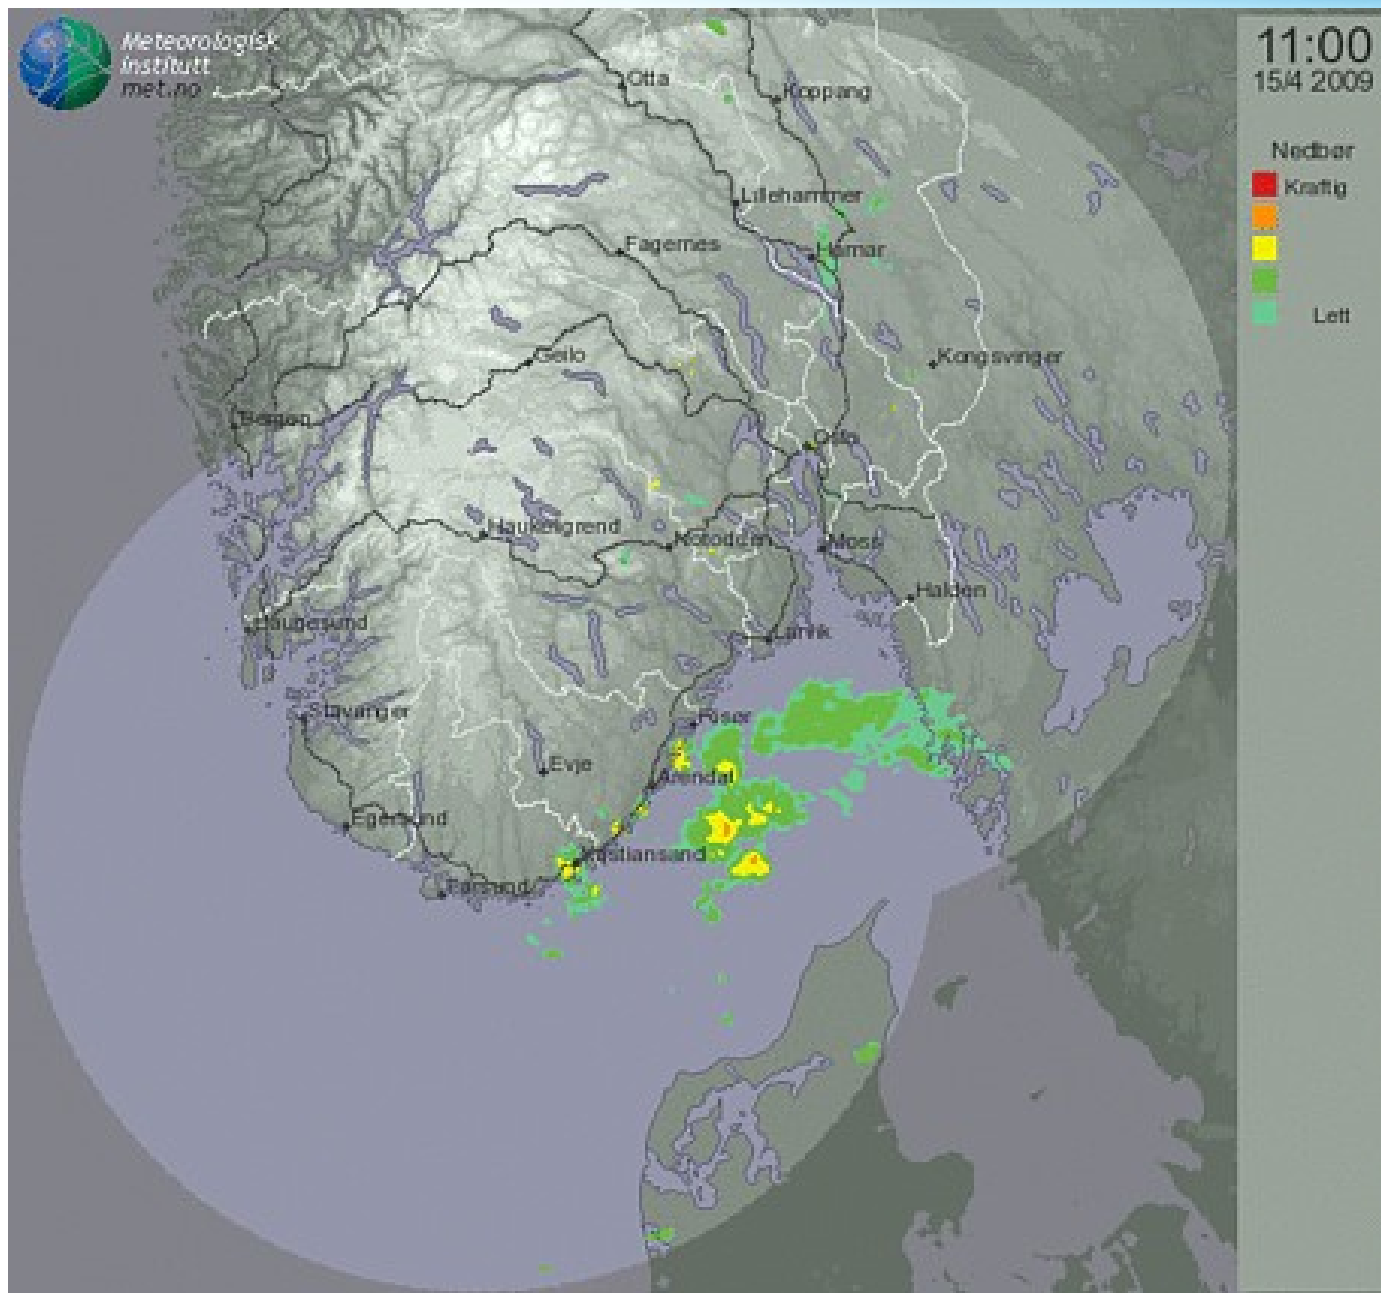 Meteorologisk
Institutt
met.no
11:00
15/4 2009
Nedbør
Kraftig
Lett
Otta
Koppang
Lillehammer
Fagernes
Hamar
Geilo
Kongsvinger
Bergen
Oslo
Haukeligrend
Notodden
Moss
Halden
Haugesund
Larvik
Stavanger
Risør
Evje
Arendal
Egersund
Kristiansand
Farsund